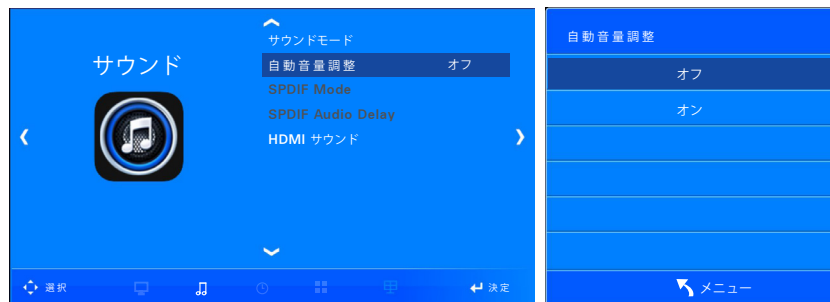 サウンド
サウンドモード
自動音量調整 オフ
SPDIF Mode
SPDIF Audio Delay
HDMI サウンド
選択
決定
自動音量調整
オフ
オン
メニュー